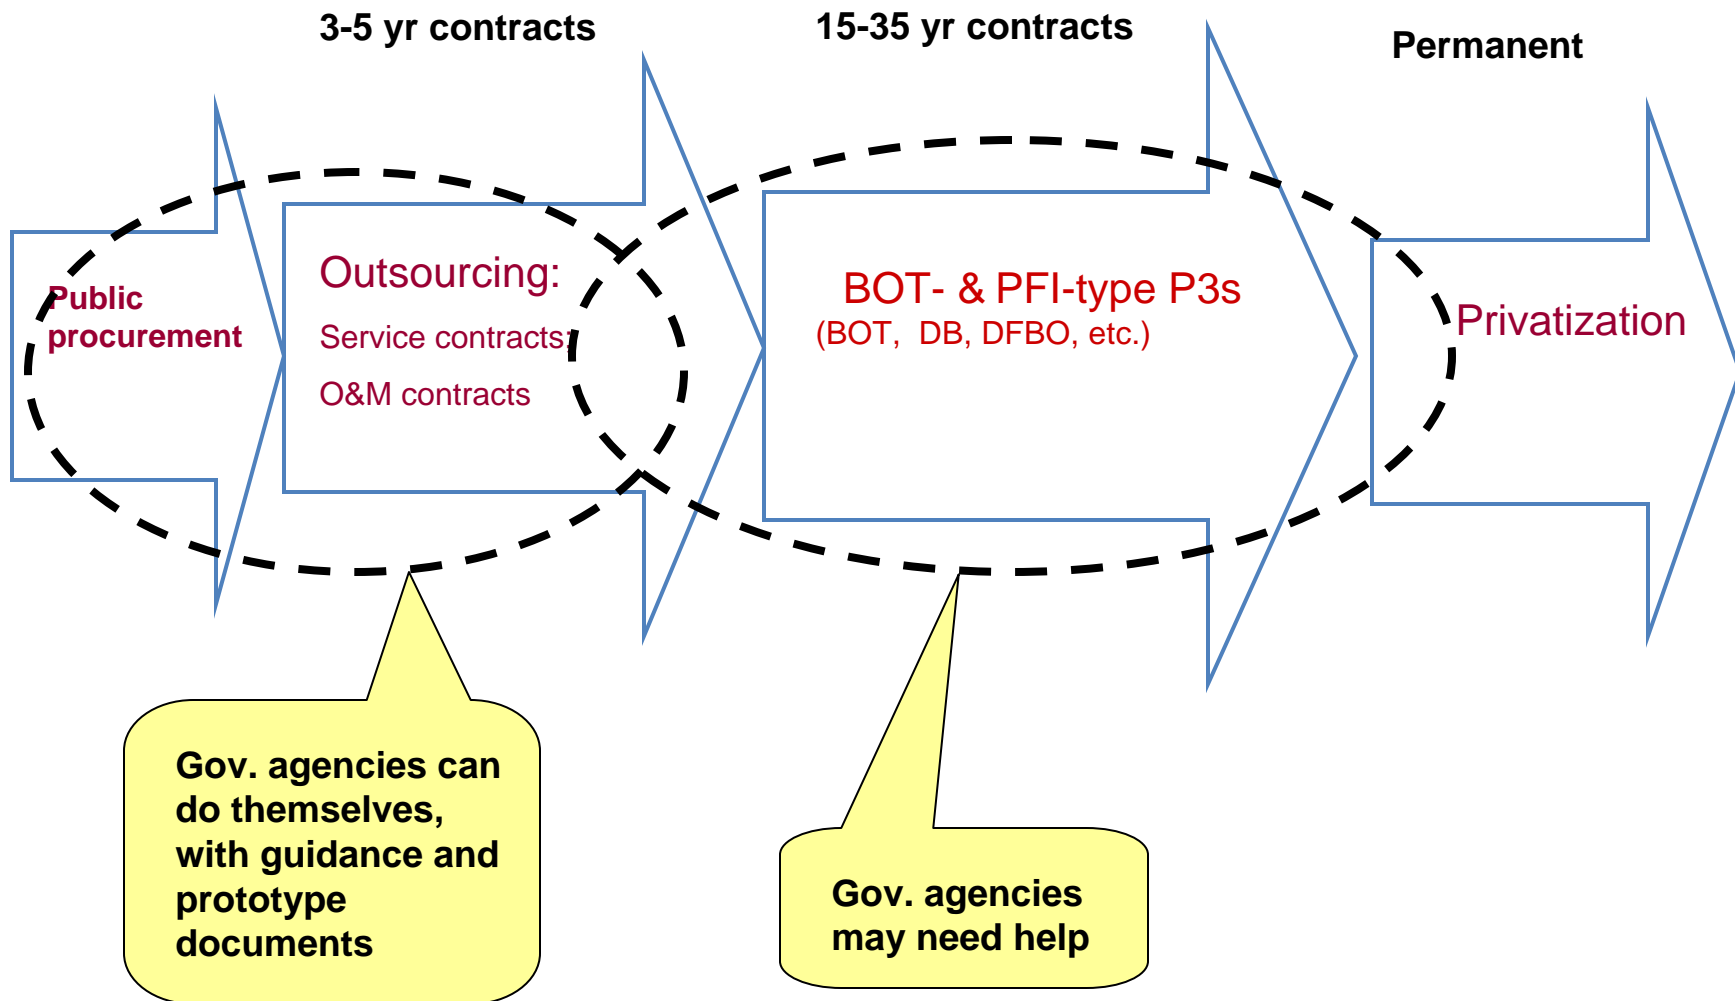 3-5 yr contracts
15-35 yr contracts
Permanent
Public
procurement
Outsourcing:
Service contracts;
O&M contracts
BOT- & PFI-type P3s
(BOT, DB, DFBO, etc.)
Privatization
Gov. agencies can
do themselves,
with guidance and
prototype
documents
Gov. agencies
may need help